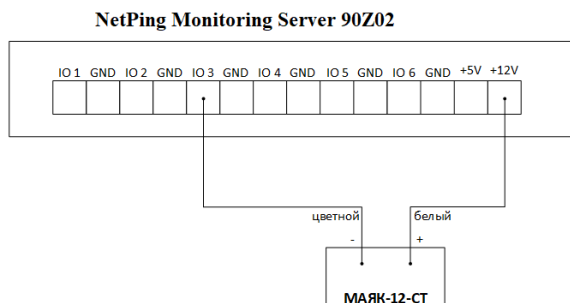 NetPing Monitoring Server 90Z02
IO 1 GND IO 2 GND IO 3 GND IO 4 GND IO 5 GND IO 6 GND +5V +12V
цветной белый
- +
МАЯК-12-СТ